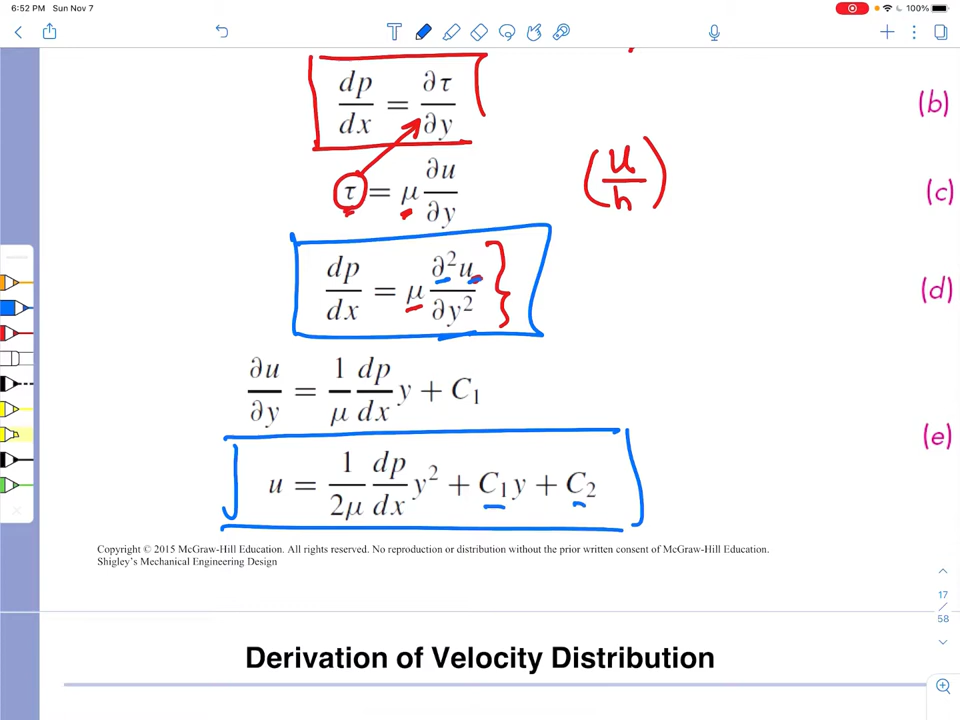 6:52 PM Sun Nov 7
100%
dp/dx = ∂τ/∂y (b)
τ = μ ∂u/∂y (c)
(u/h)
dp/dx = μ ∂²u/∂y² (d)
∂u/∂y = 1/μ dp/dx y + C₁
u = 1/2μ dp/dx y² + C₁y + C₂ (e)
Copyright © 2015 McGraw-Hill Education. All rights reserved. No reproduction or distribution without the prior written consent of McGraw-Hill Education.
Shigley's Mechanical Engineering Design
17
/
58
Derivation of Velocity Distribution